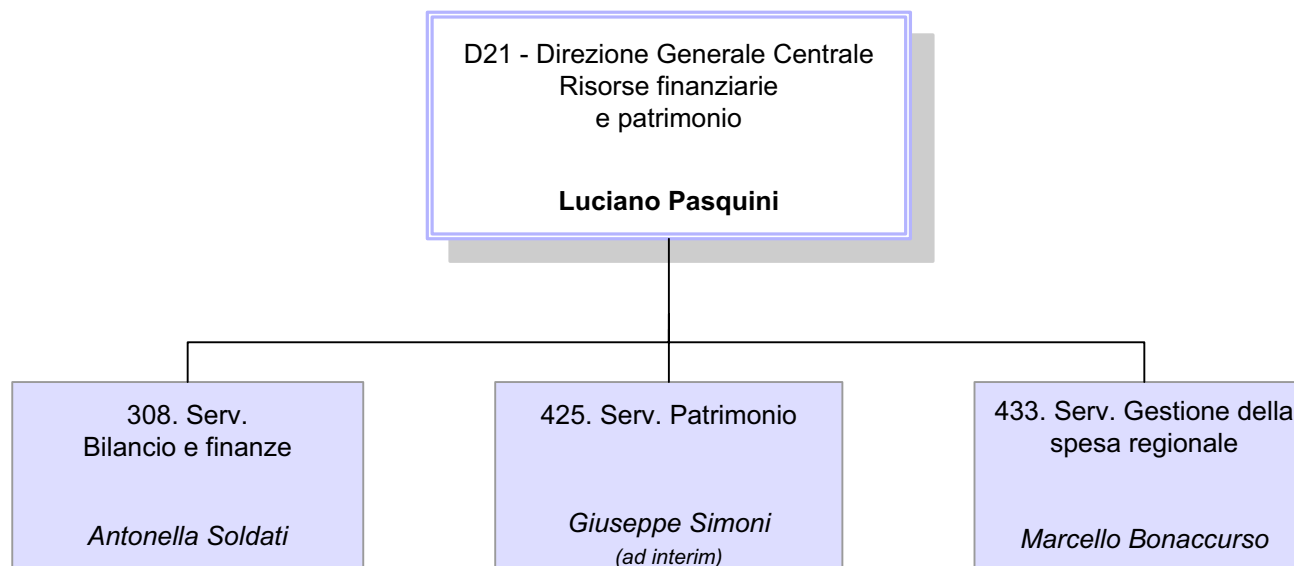 D21 - Direzione Generale Centrale
Risorse finanziarie
e patrimonio
Luciano Pasquini
308. Serv.
Bilancio e finanze
Antonella Soldati
425. Serv. Patrimonio
Giuseppe Simoni
(ad interim)
433. Serv. Gestione della
spesa regionale
Marcello Bonaccurso